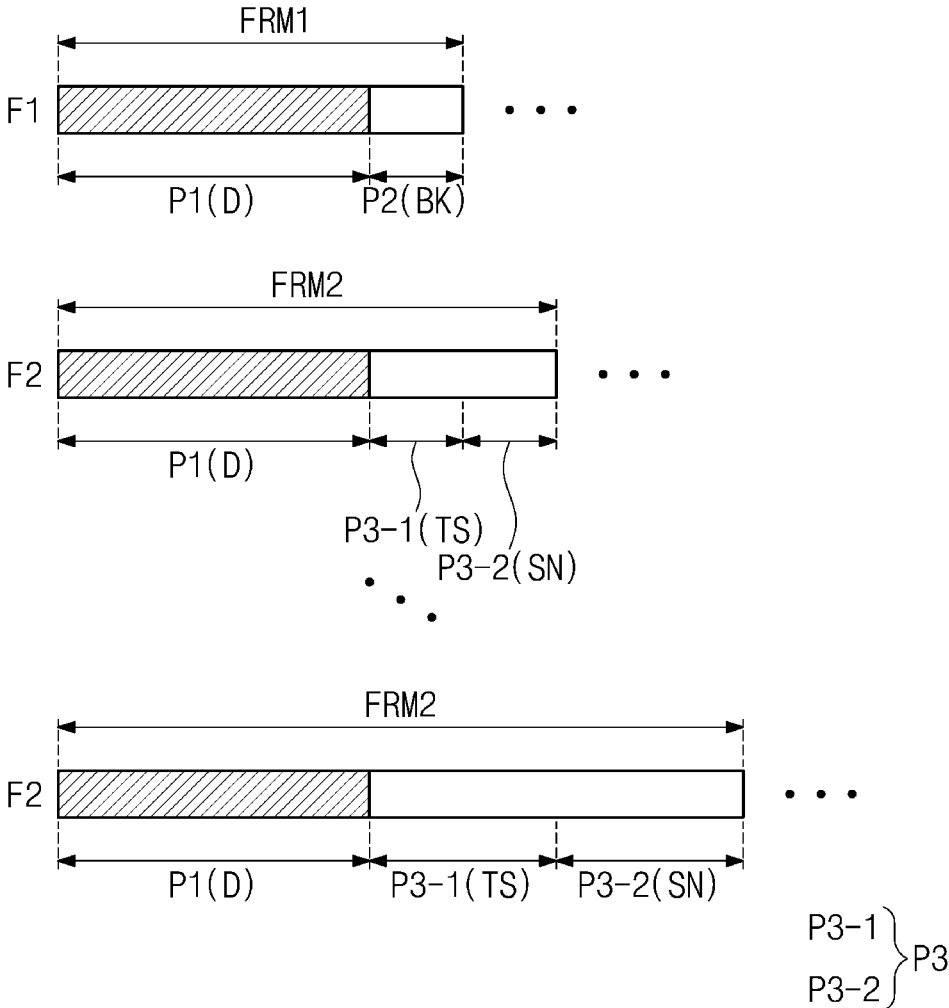 FRM1
F1
P1(D) P2(BK)
FRM2
F2
P1(D)
P3-1(TS)
P3-2(SN)
FRM2
F2
P1(D) P3-1(TS) P3-2(SN)
P3-1
P3
P3-2